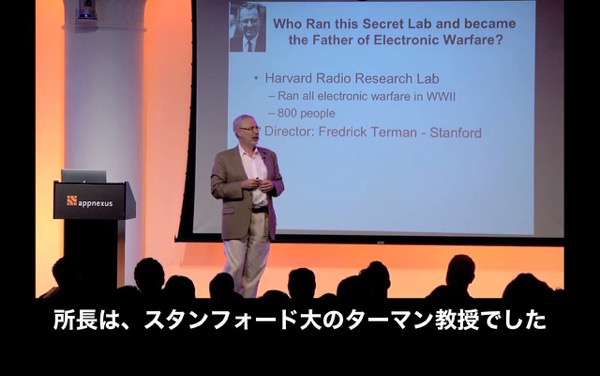 Who Ran this Secret Lab and became
the Father of Electronic Warfare?
• Harvard Radio Research Lab
– Ran all electronic warfare in WWII
– 800 people
Director: Fredrick Terman - Stanford
appnexus
所長は、スタンフォード大のターマン教授でした